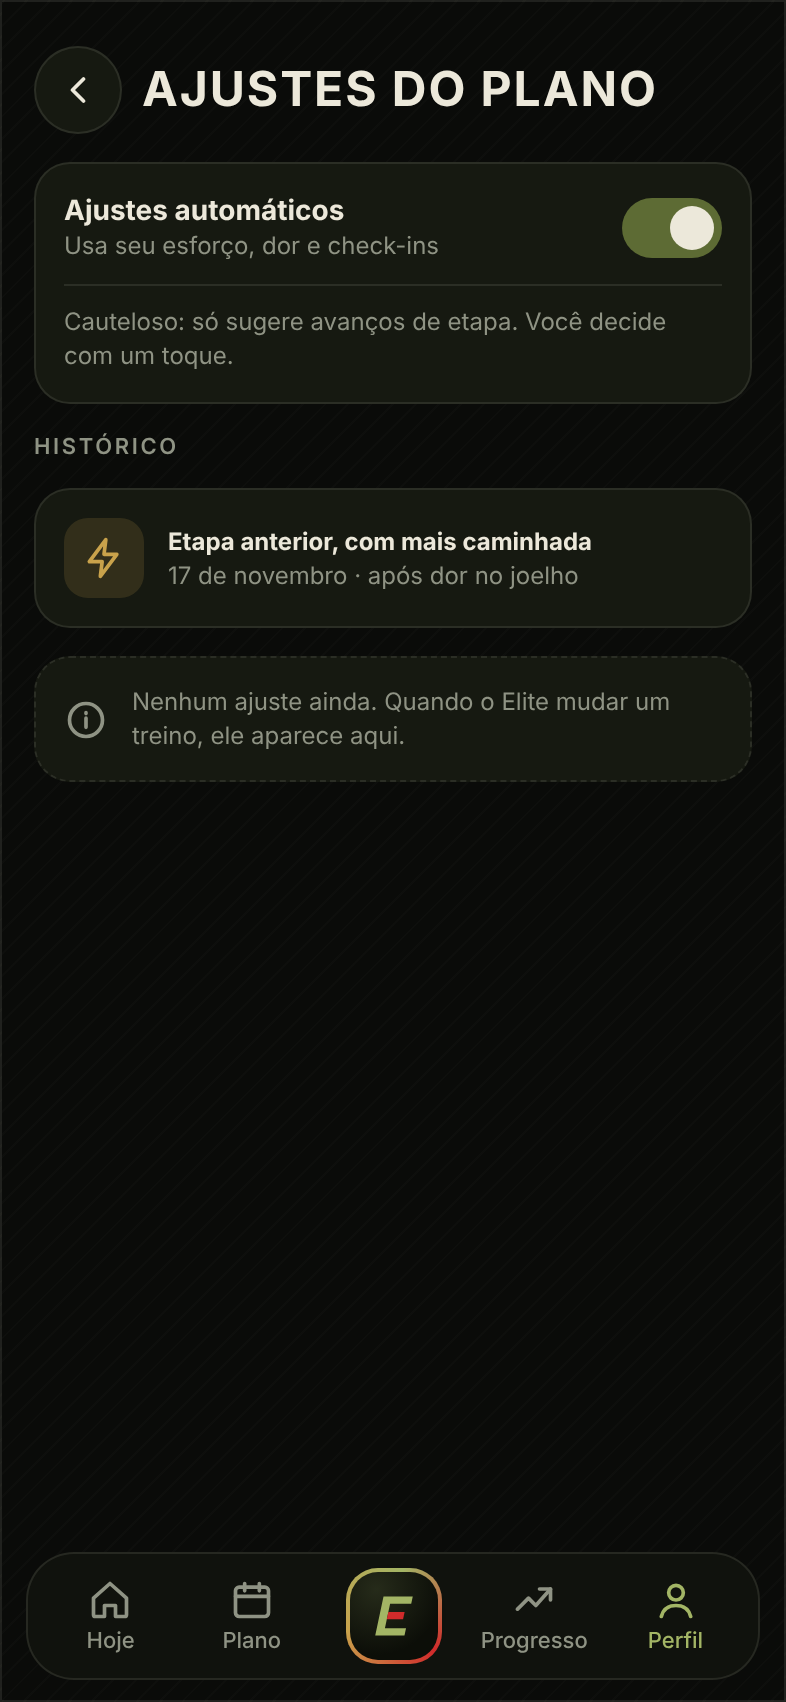 AJUSTES DO PLANO
Ajustes automáticos
Usa seu esforço, dor e check-ins
Cauteloso: só sugere avanços de etapa. Você decide
com um toque.
HISTÓRICO
Etapa anterior, com mais caminhada
17 de novembro · após dor no joelho
Nenhum ajuste ainda. Quando o Elite mudar um
treino, ele aparece aqui.
Hoje
Plano
E
Progresso
Perfil